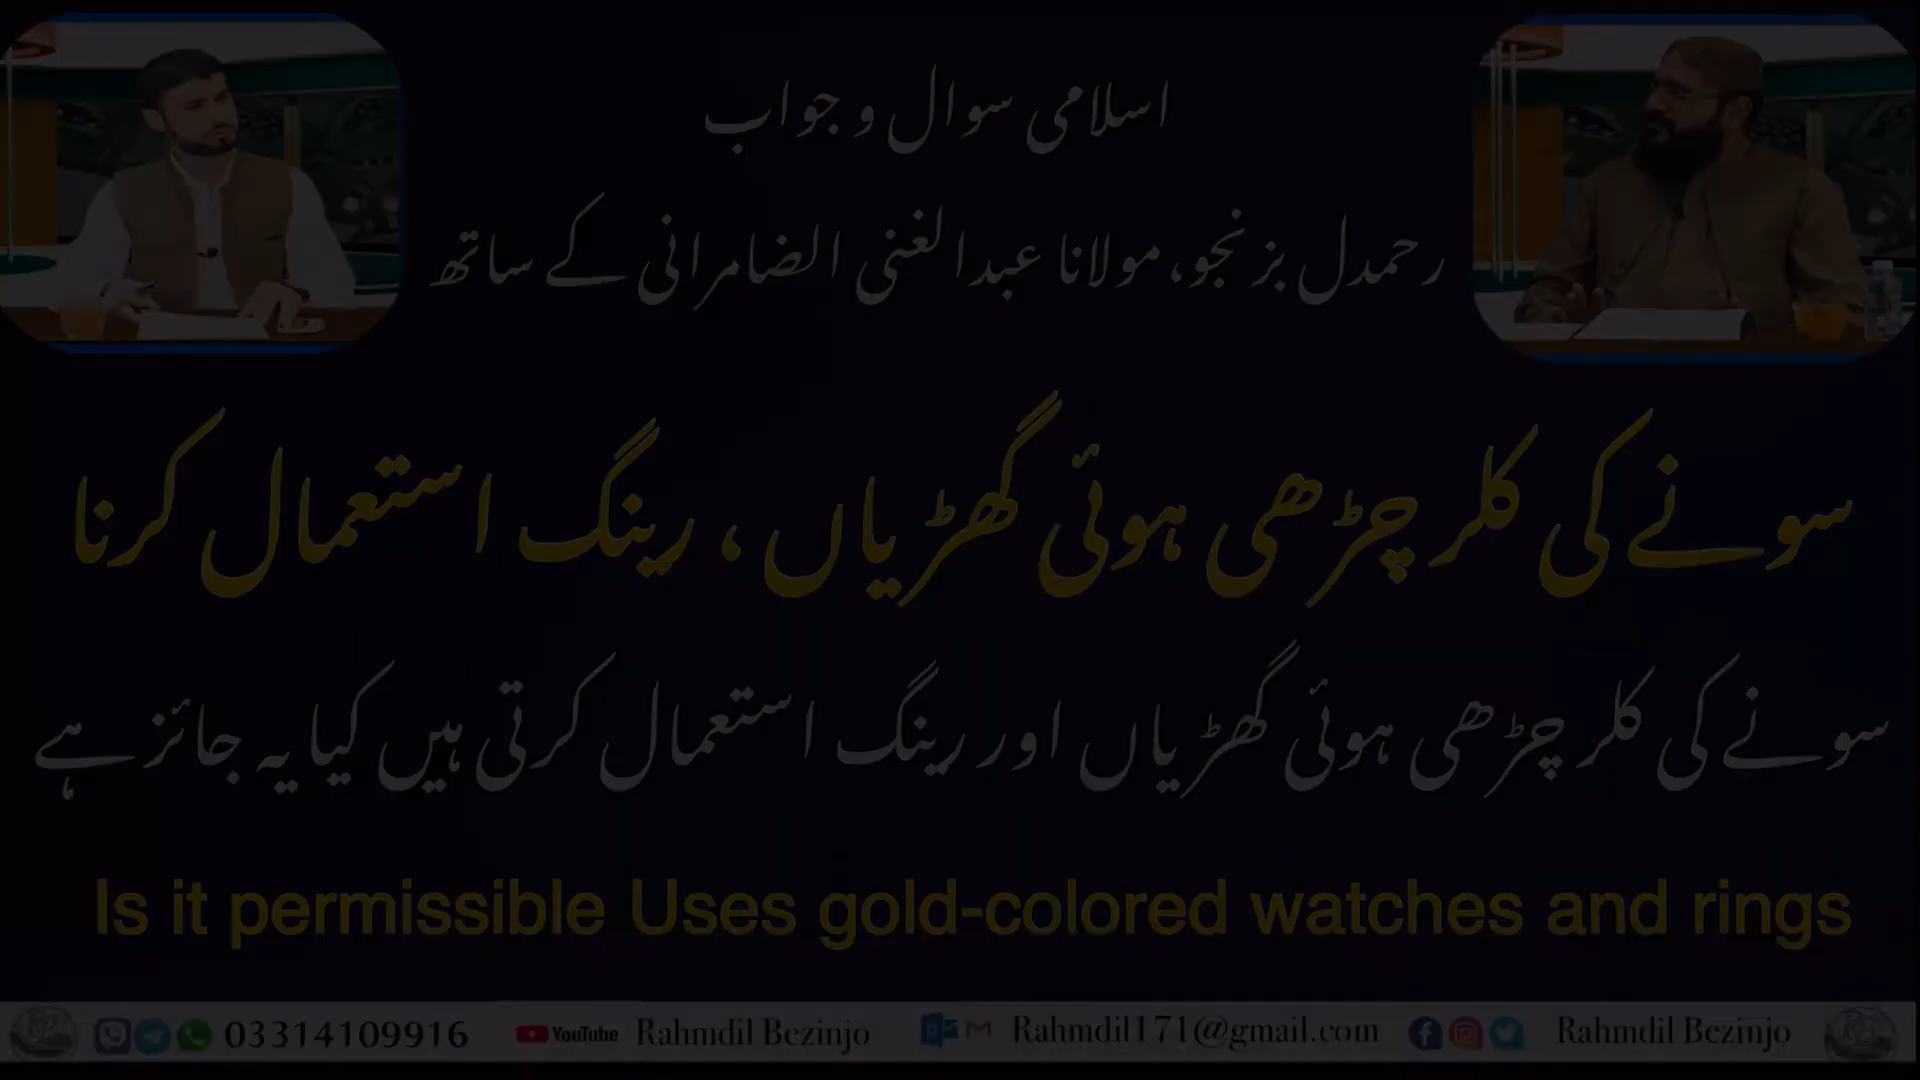 اسلامی سوال و جواب
رحمدل بزنجو، مولانا عبدالغنی الضامرانی کے ساتھ
سونے کی کلر چڑھی ہوئی گھڑیاں، رینگ استعمال کرنا
سونے کی کلر چڑھی ہوئی گھڑیاں اور رینگ استعمال کرتی ہیں کیا یہ جائز ہے
Is it permissible Uses gold-colored watches and rings
03314109916 YouTube Rahmdil Bezinjo Rahmdil171@gmail.com Rahmdil Bezinjo